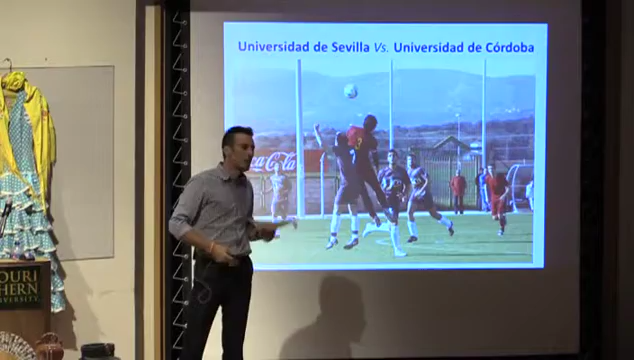 Universidad de Sevilla Vs. Universidad de Córdoba
Coca-Cola
OURI
HERN